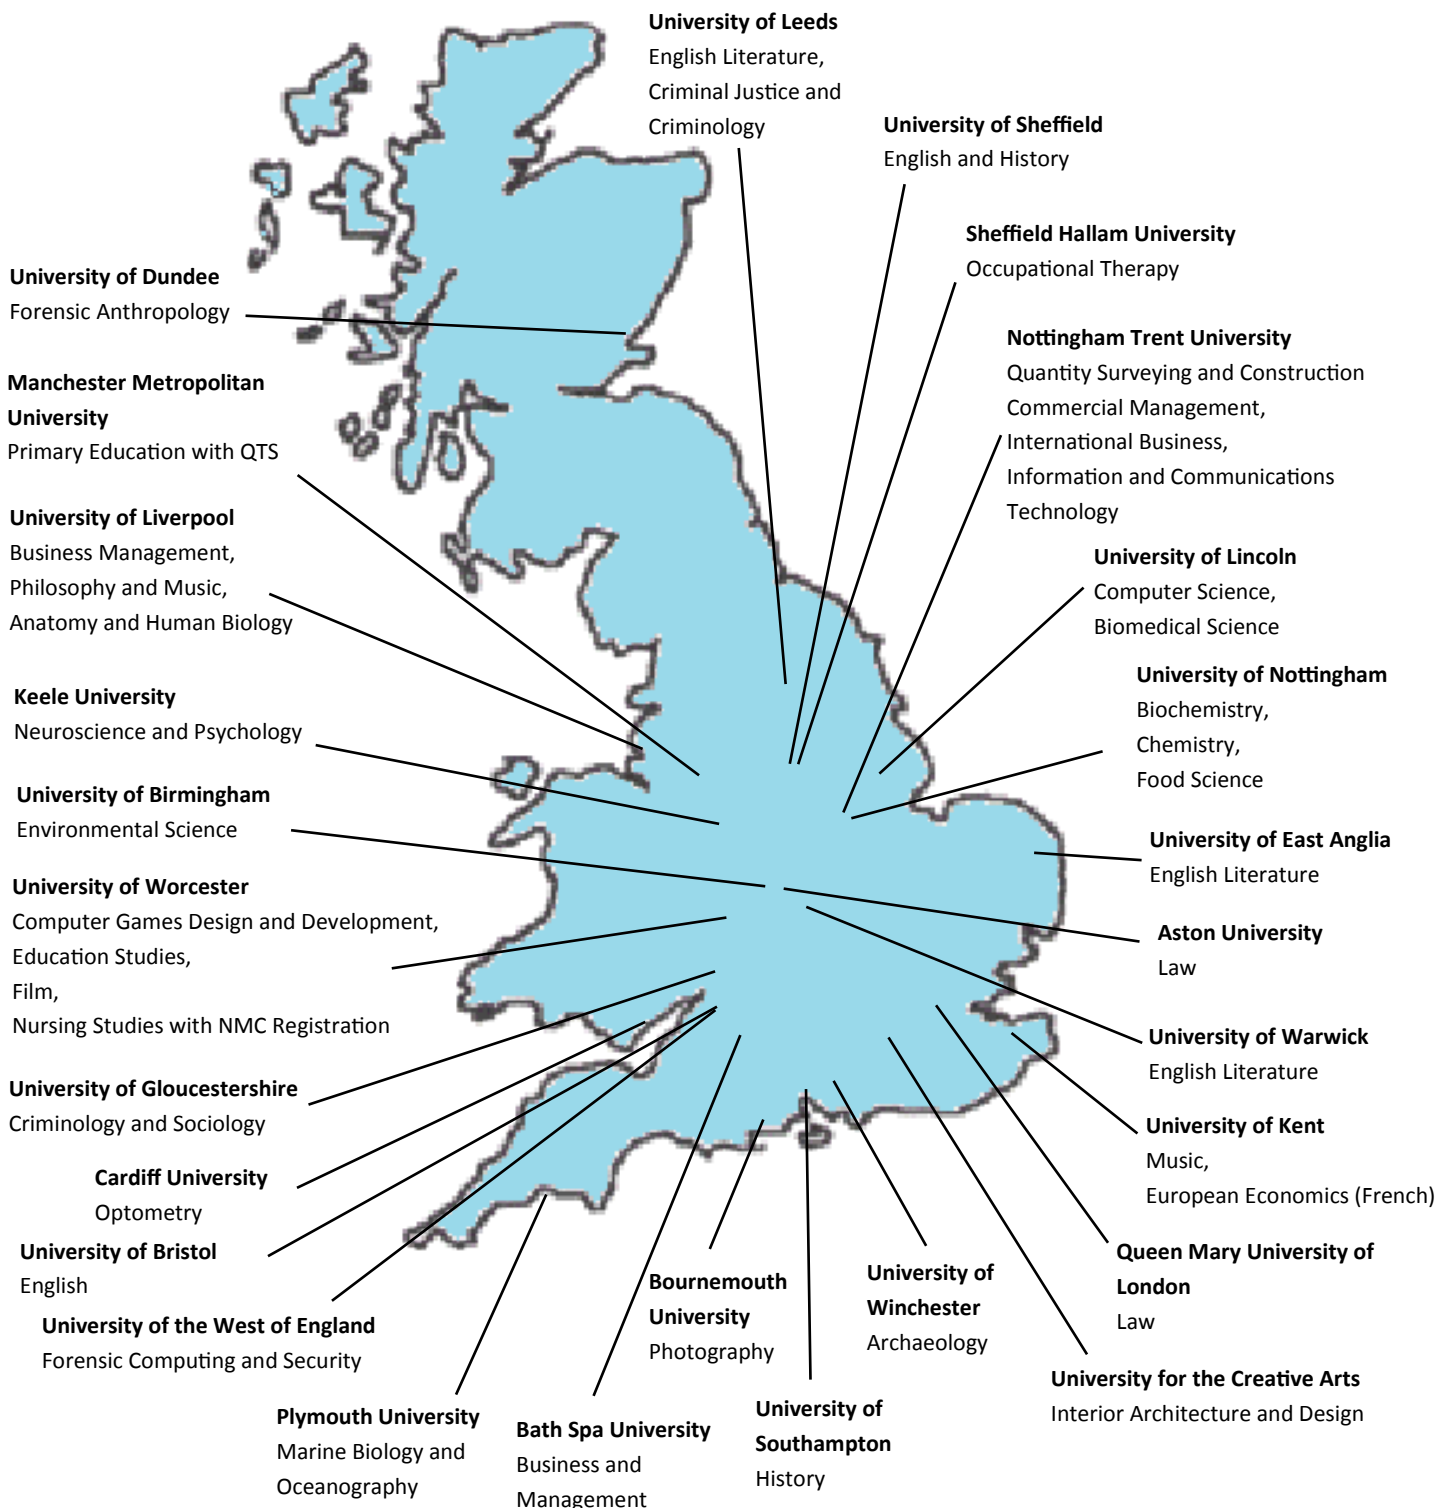 University of Leeds
English Literature,
Criminal Justice and
Criminology
University of Sheffield
English and History
Sheffield Hallam University
Occupational Therapy
University of Dundee
Forensic Anthropology
Nottingham Trent University
Quantity Surveying and Construction
Commercial Management,
International Business,
Information and Communications
Technology
Manchester Metropolitan
University
Primary Education with QTS
University of Liverpool
Business Management,
Philosophy and Music,
Anatomy and Human Biology
University of Lincoln
Computer Science,
Biomedical Science
University of Nottingham
Biochemistry,
Chemistry,
Food Science
Keele University
Neuroscience and Psychology
University of Birmingham
Environmental Science
University of East Anglia
English Literature
University of Worcester
Computer Games Design and Development,
Education Studies,
Film,
Nursing Studies with NMC Registration
Aston University
Law
University of Warwick
English Literature
University of Gloucestershire
Criminology and Sociology
University of Kent
Music,
European Economics (French)
Cardiff University
Optometry
University of Bristol
English
Queen Mary University of
London
Law
University of the West of England
Forensic Computing and Security
Bournemouth
University
Photography
University of
Winchester
Archaeology
University for the Creative Arts
Interior Architecture and Design
Plymouth University
Marine Biology and
Oceanography
Bath Spa University
Business and
Management
University of
Southampton
History